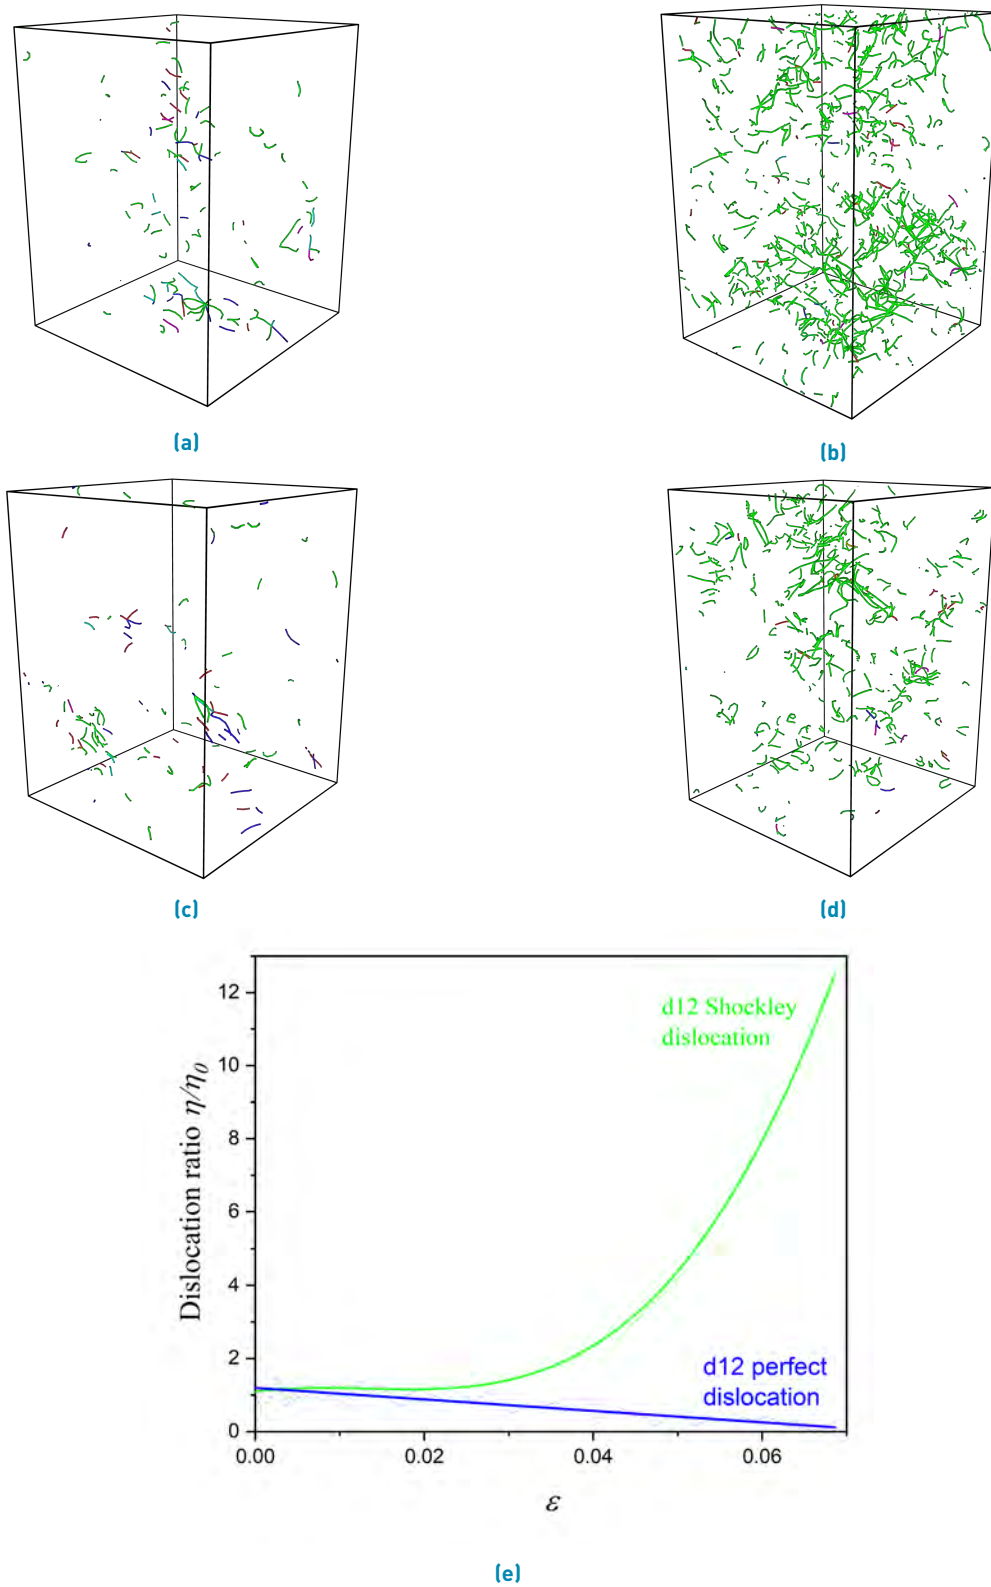 (a)
(b)
(c)
(d)
12
10
8
6
4
2
0
Dislocation ratio η/η0
d12 Shockley
dislocation
d12 perfect
dislocation
0.00
0.02
0.04
0.06
ε
(e)